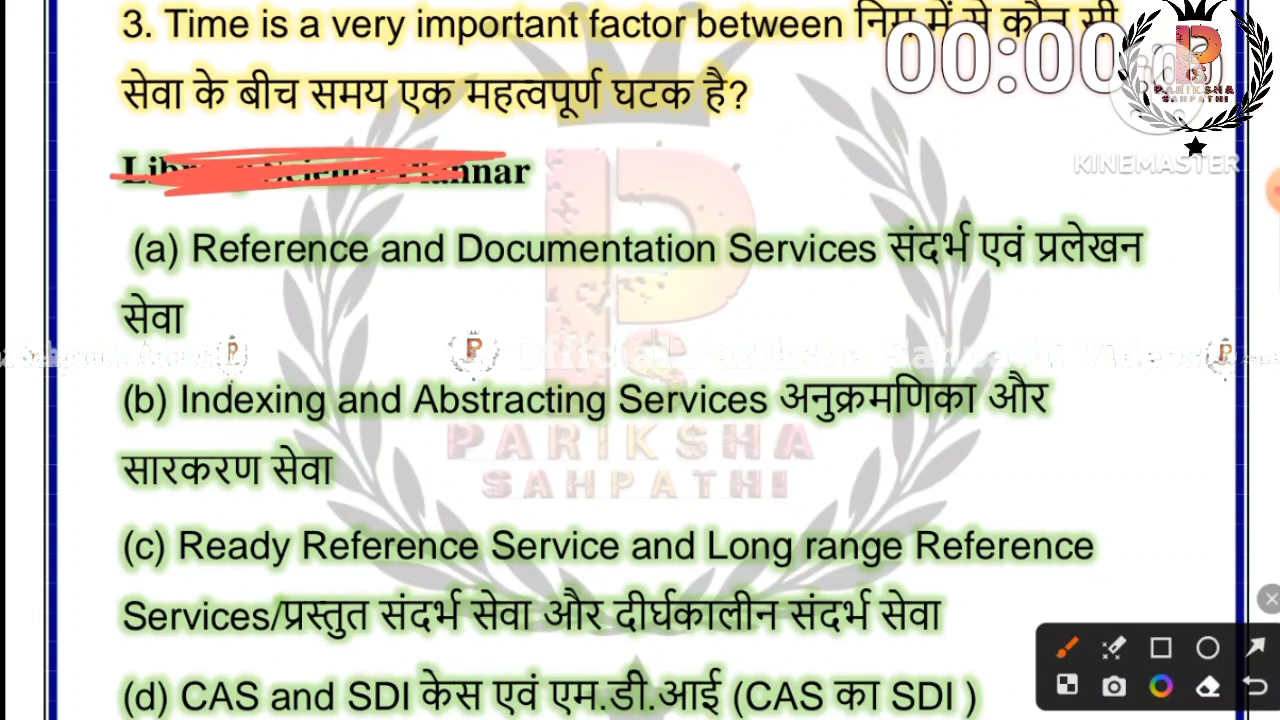 3. Time is a very important factor between निम्न में से कौन सी
सेवा के बीच समय एक महत्वपूर्ण घटक है?
00:00
PARIKSHA
SAHPATHI
KINEMASTER
(a) Reference and Documentation Services संदर्भ एवं प्रलेखन
सेवा
(b) Indexing and Abstracting Services अनुक्रमणिका और
सारकरण सेवा
PARIKSHA
SAHPATHI
(c) Ready Reference Service and Long range Reference
Services/प्रस्तुत संदर्भ सेवा और दीर्घकालीन संदर्भ सेवा
(d) CAS and SDI केस एवं एम.डी.आई (CAS का SDI )